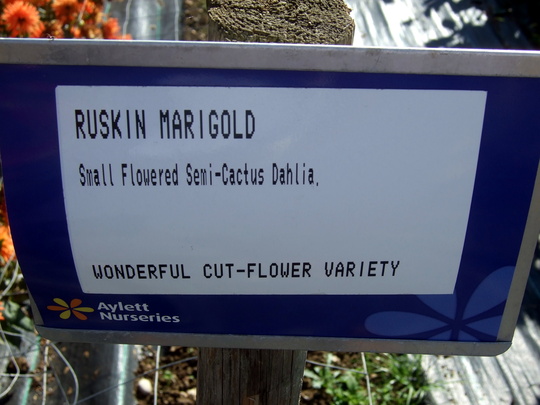 RUSKIN MARIGOLD
Small Flowered Semi-Cactus Dahlia,
WONDERFUL CUT-FLOWER VARIETY
Aylett
Nurseries